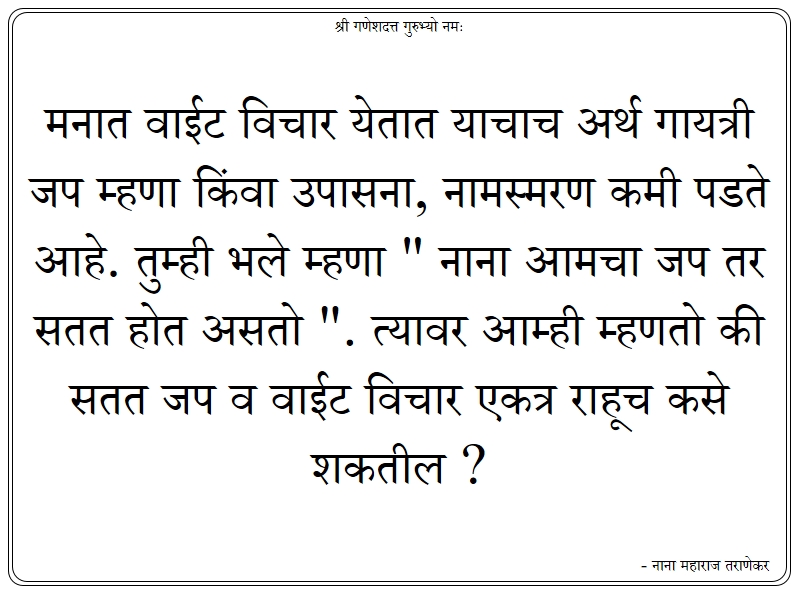 श्री गणेशदत्त गुरुभ्यो नमः
मनात वाईट विचार येतात याचाच अर्थ गायत्री
जप म्हणा किंवा उपासना, नामस्मरण कमी पडते
आहे. तुम्ही भले म्हणा " नाना आमचा जप तर
सतत होत असतो ". त्यावर आम्ही म्हणतो की
सतत जप व वाईट विचार एकत्र राहूच कसे
शकतील ?
- नाना महाराज तराणेकर